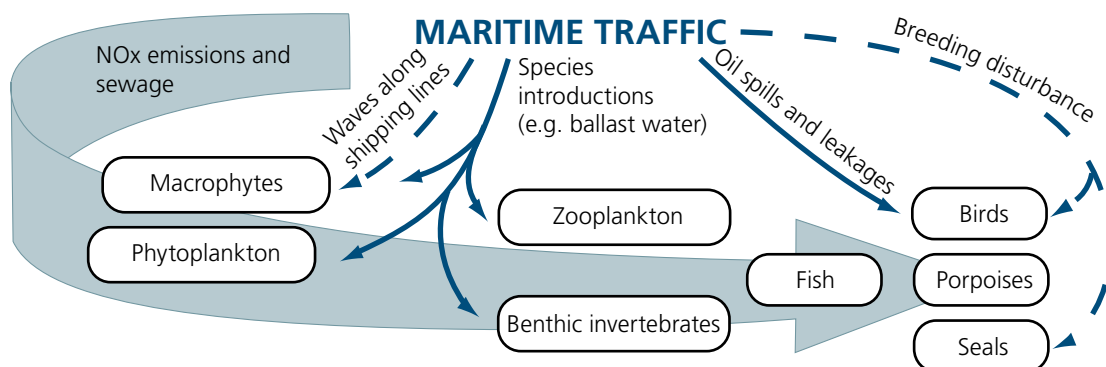 MARITIME TRAFFIC
NOx emissions and
sewage
Waves along
shipping lines
Species
introductions
(e.g. ballast water)
Oil spills and leakages
Breeding disturbance
Macrophytes
Phytoplankton
Zooplankton
Benthic invertebrates
Fish
Birds
Porpoises
Seals